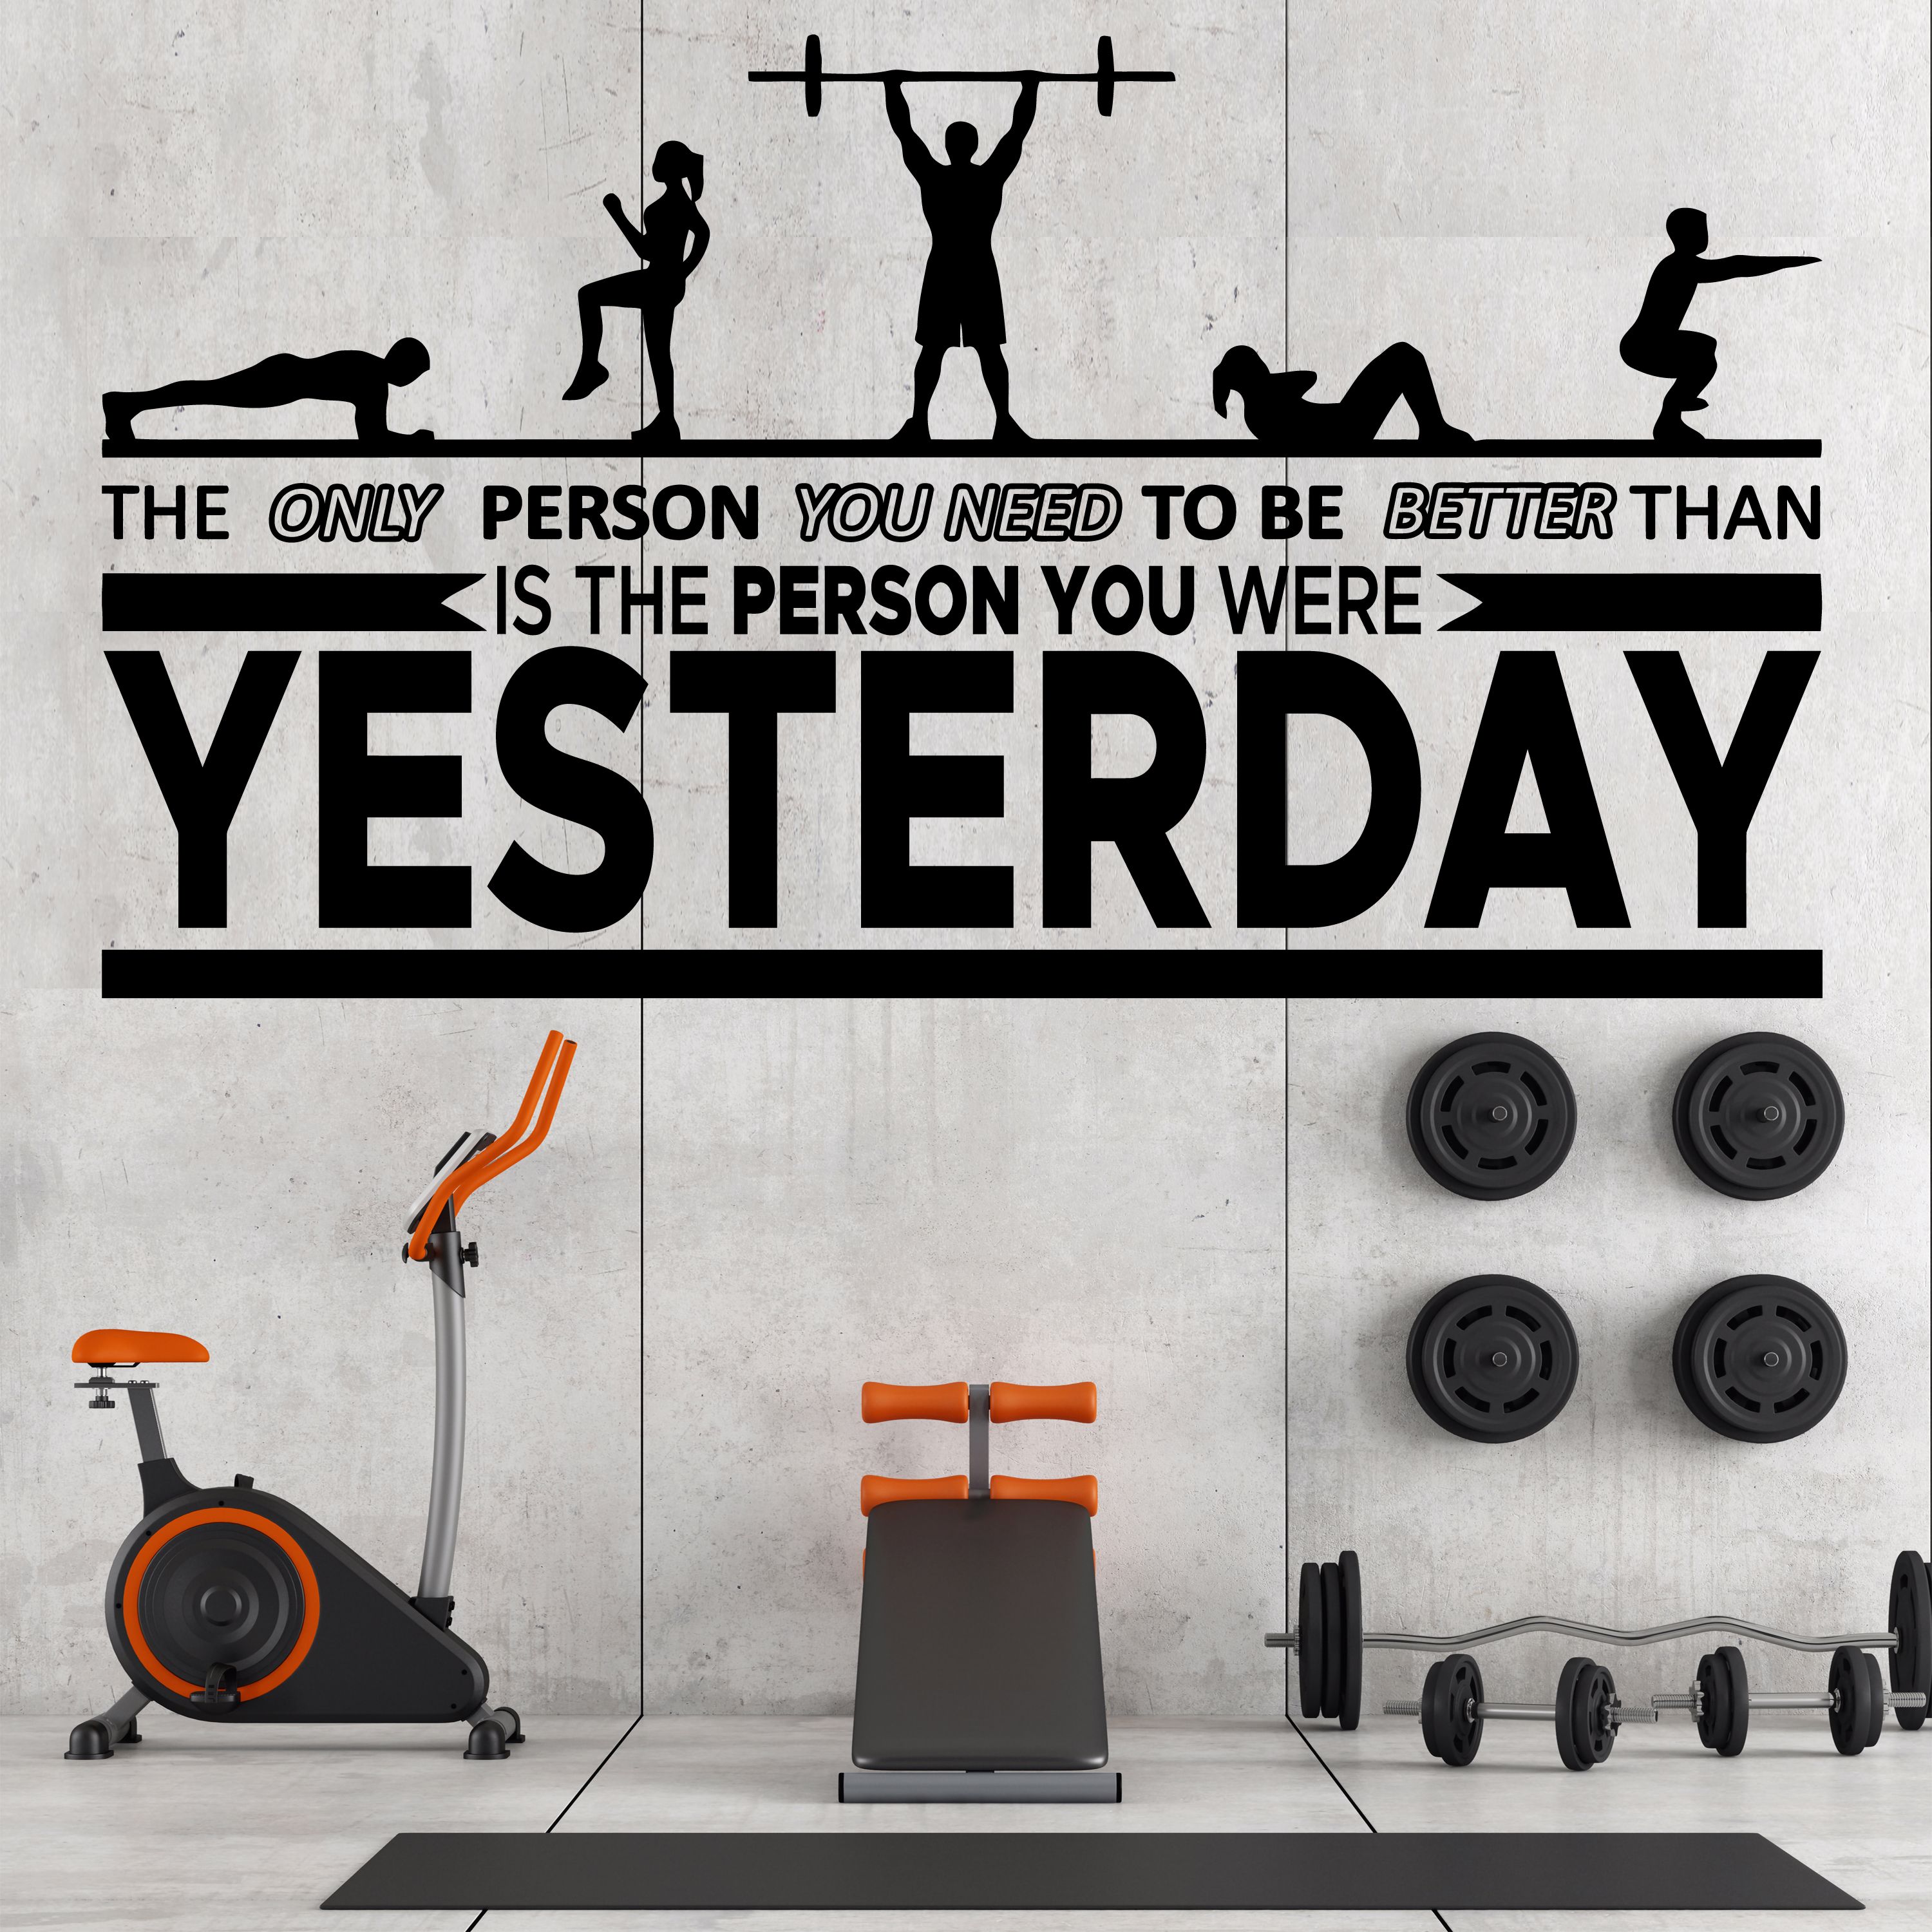 THE ONLY PERSON YOU NEED TO BE BETTER THAN
IS THE PERSON YOU WERE
YESTERDAY